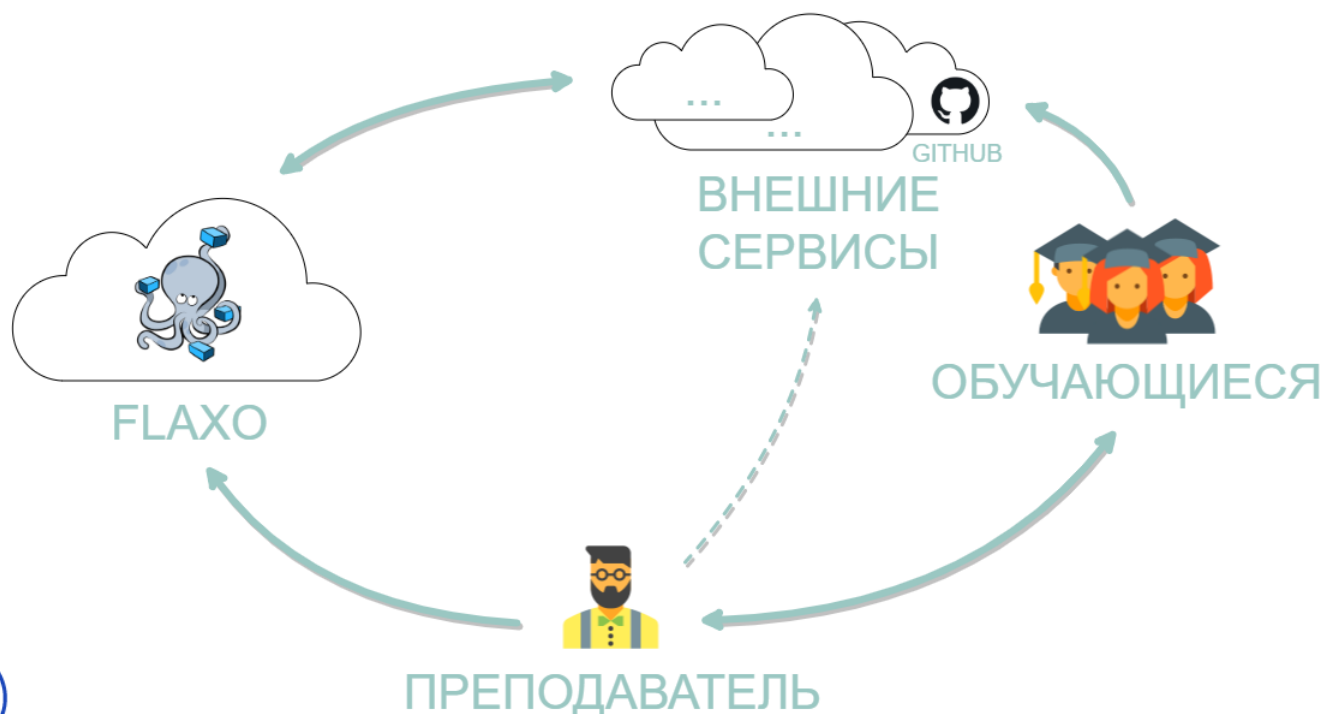 ...
...
GITHUB
ВНЕШНИЕ
СЕРВИСЫ
ОБУЧАЮЩИЕСЯ
FLAXO
ПРЕПОДАВАТЕЛЬ